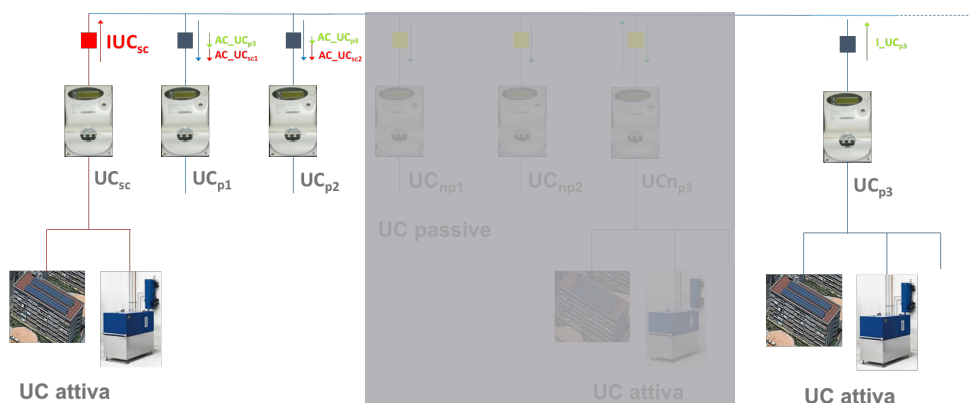 IUCsc
AC_UCp3
AC_UCsc1
AC_UCp3
AC_UCsc2
I_UCp3
UCsc
UCp1
UCp2
UCnp1
UCnp2
UCnp3
UCp3
UC passive
UC attiva
UC attiva
UC attiva